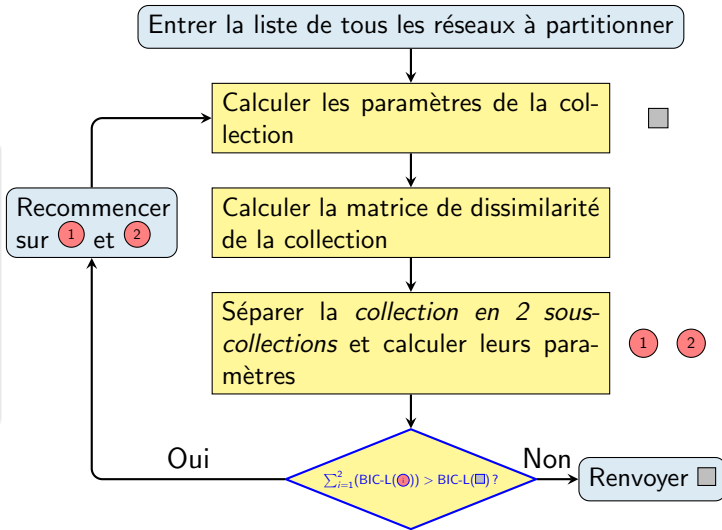 Entrer la liste de tous les réseaux à partitionner
Calculer les paramètres de la col-
lection
Recommencer
sur 1 et 2
Calculer la matrice de dissimilarité
de la collection
Séparer la collection en 2 sous-
collections et calculer leurs para-
mètres
1 2
Oui
∑²ᵢ₌₁(BIC-L(i)) > BIC-L(□) ?
Non
Renvoyer